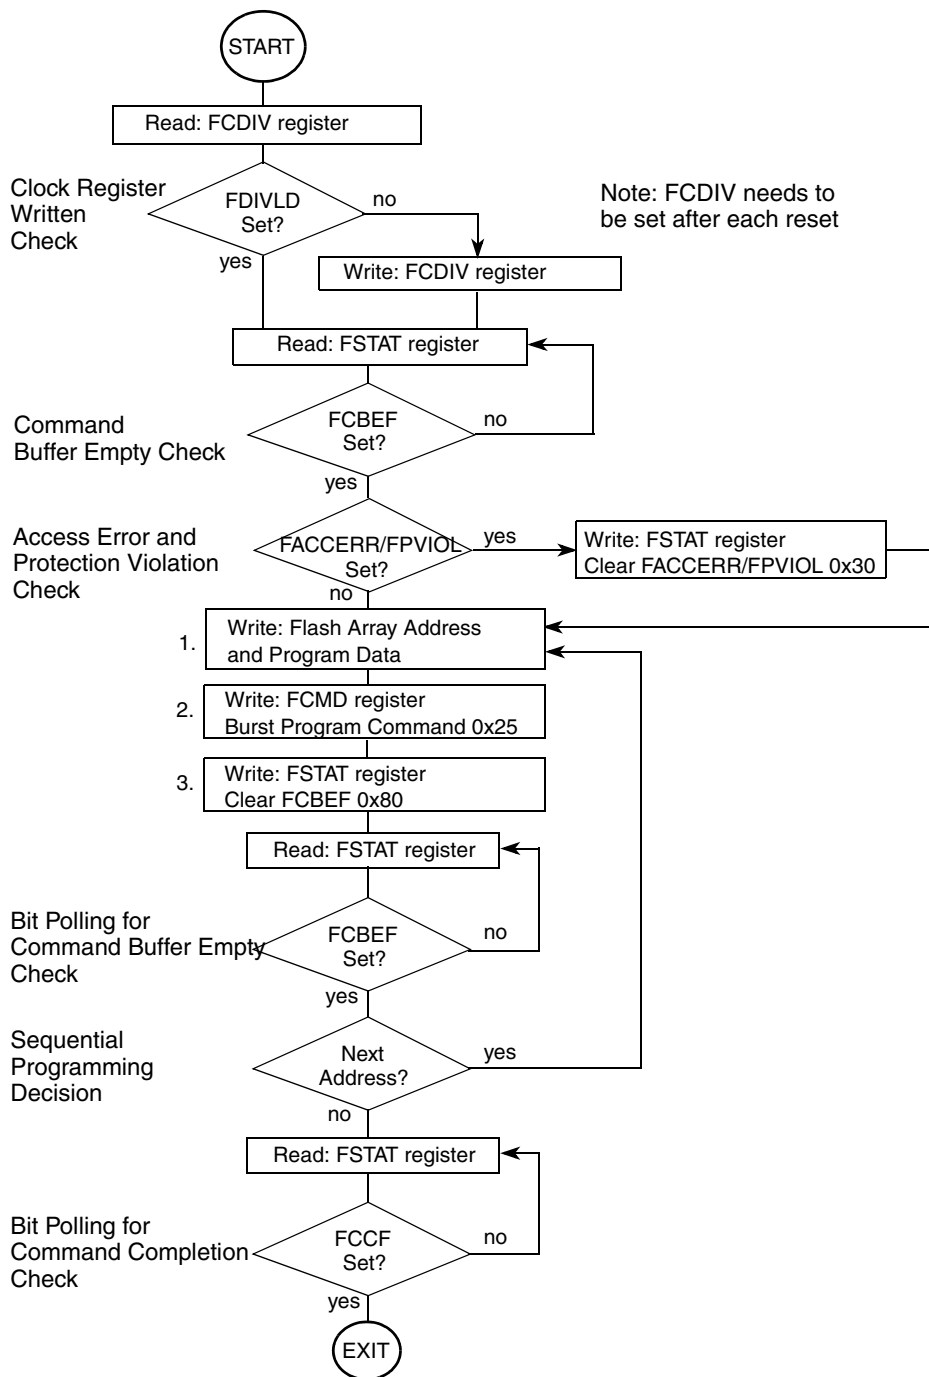 START
Read: FCDIV register
Clock Register
Written
Check
FDIVLD
Set?
no
yes
Note: FCDIV needs to
be set after each reset
Write: FCDIV register
Read: FSTAT register
Command
Buffer Empty Check
FCBEF
Set?
no
yes
Access Error and
Protection Violation
Check
FACCERR/FPVIOL
Set?
yes
no
Write: FSTAT register
Clear FACCERR/FPVIOL 0x30
1.
Write: Flash Array Address
and Program Data
2.
Write: FCMD register
Burst Program Command 0x25
3.
Write: FSTAT register
Clear FCBEF 0x80
Read: FSTAT register
Bit Polling for
Command Buffer Empty
Check
FCBEF
Set?
no
yes
Sequential
Programming
Decision
Next
Address?
yes
no
Read: FSTAT register
Bit Polling for
Command Completion
Check
FCCF
Set?
no
yes
EXIT